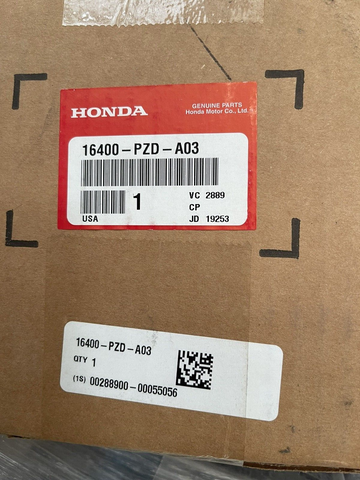 HONDA
GENUINE PARTS
Honda Motor Co., Ltd.
16400-PZD-A03
1
VC 2889
CP
USA
JD 19253
16400-PZD-A03
QTY 1
(1S) 00288900-00055056